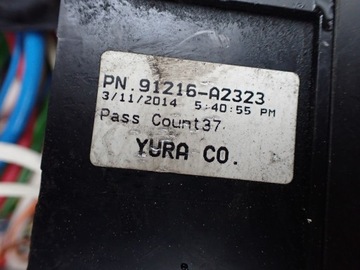 PN.91216-A2323
3/11/2014 5:40:55 PM
Pass Count37
YURA CO.